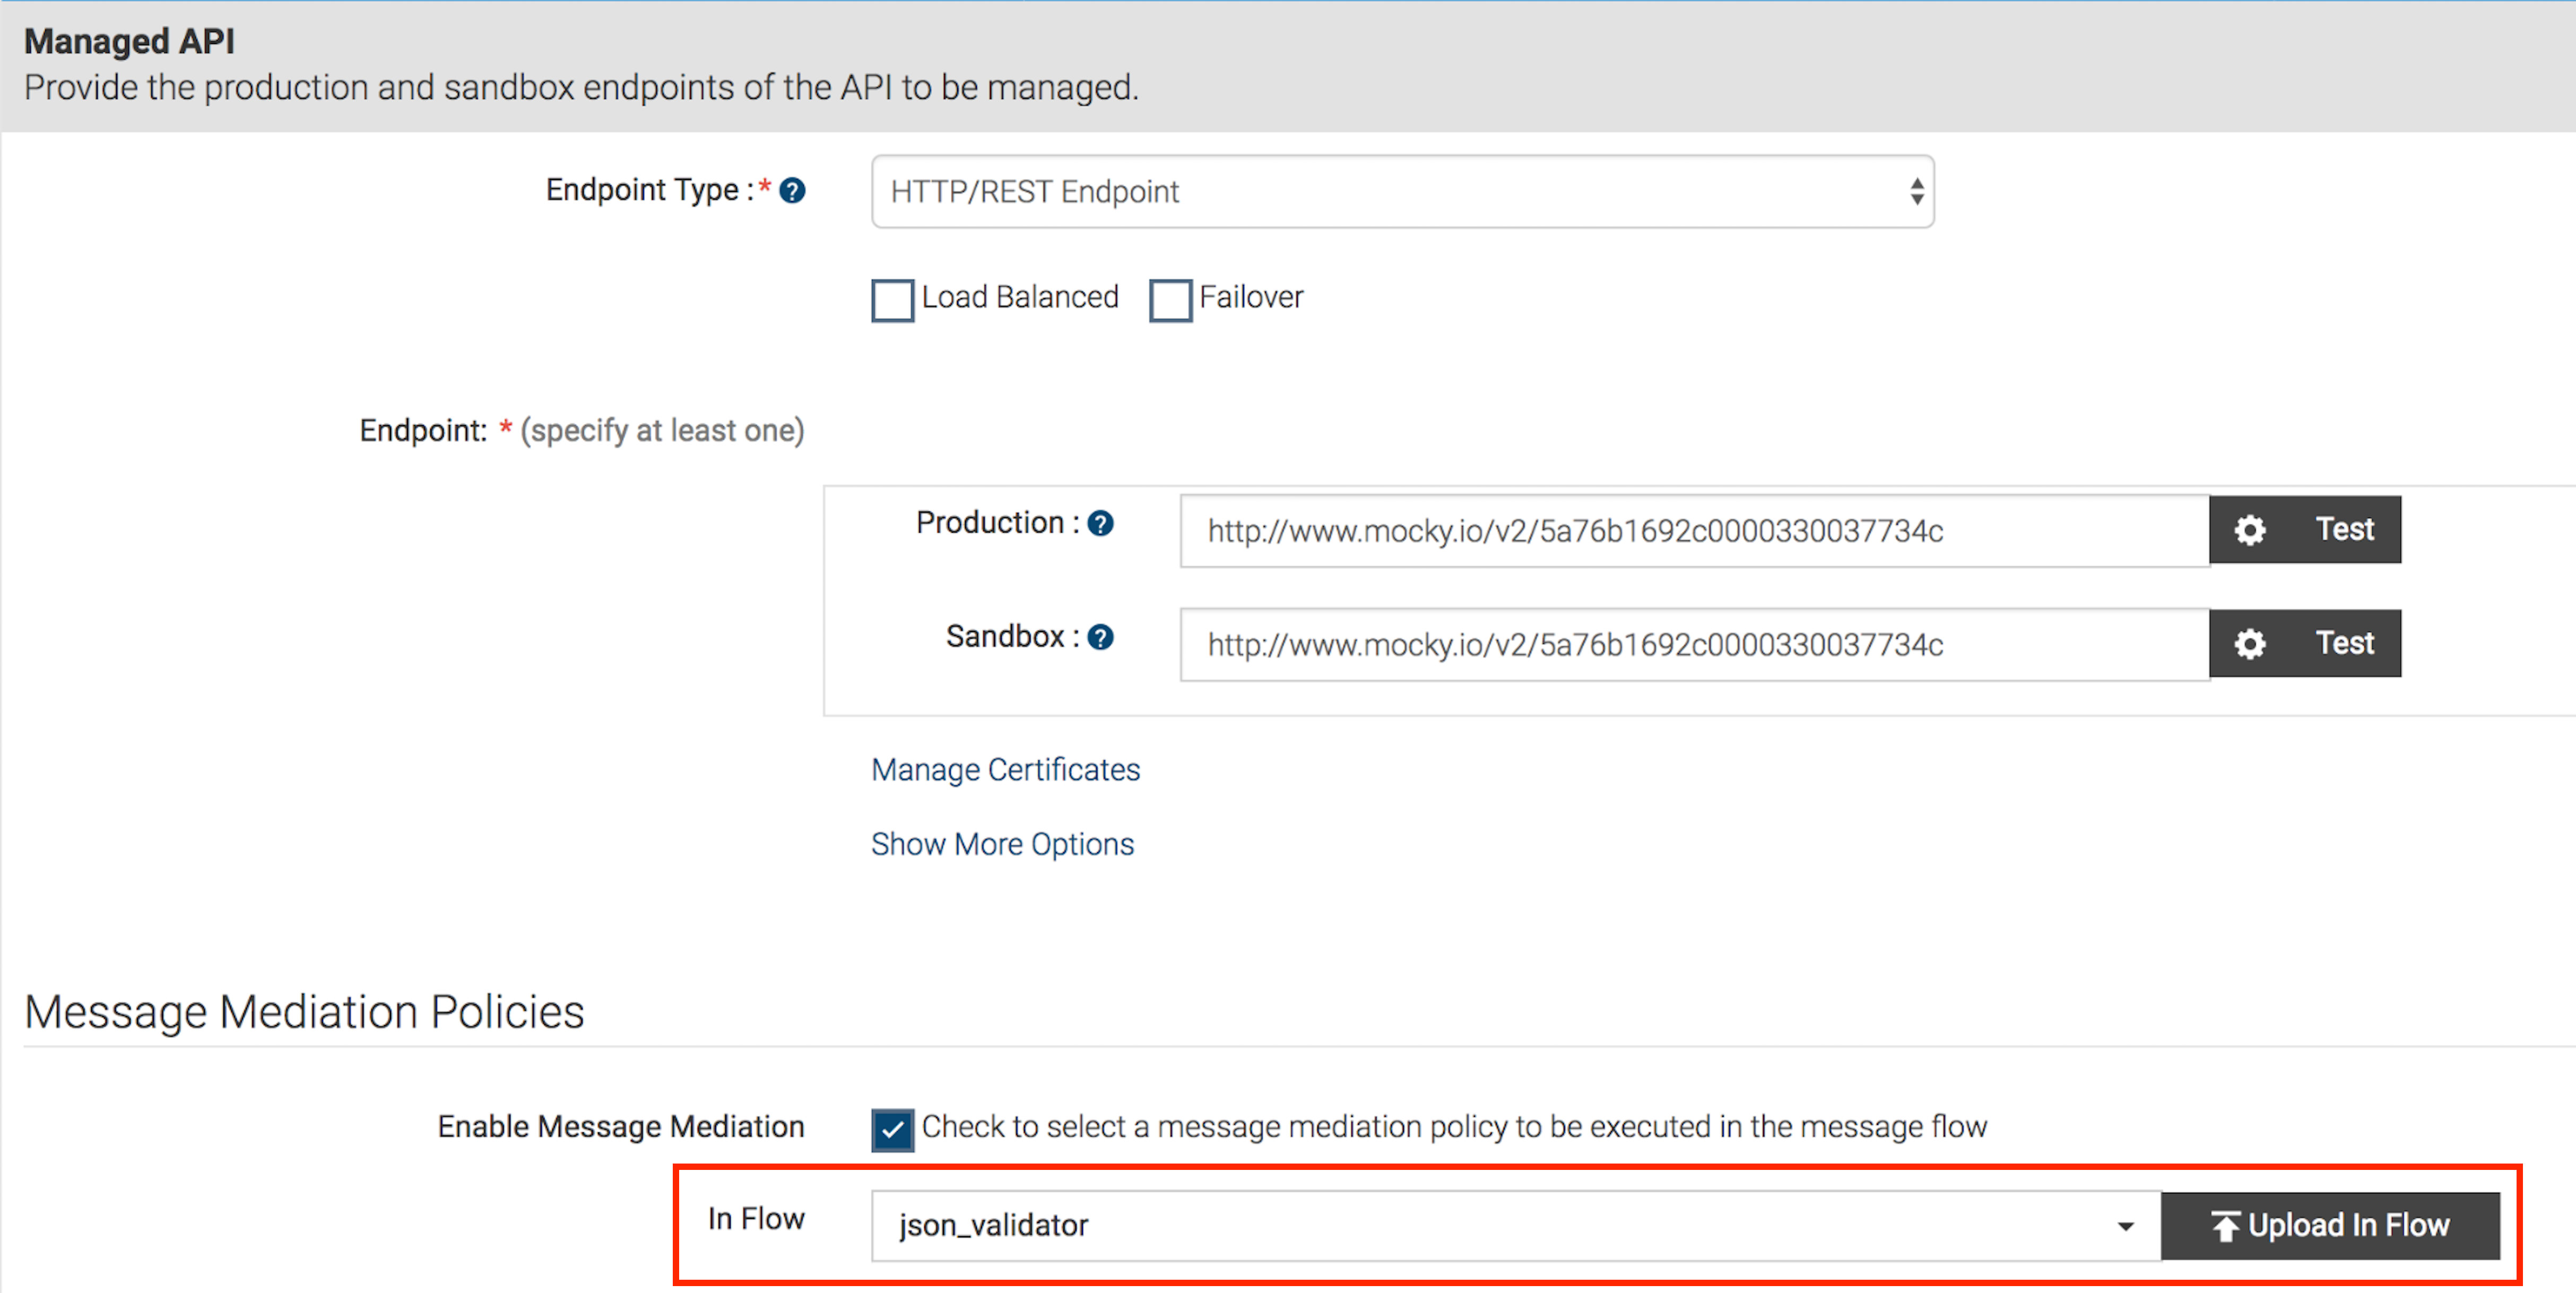 Managed API
Provide the production and sandbox endpoints of the API to be managed.
Endpoint Type :* ?
HTTP/REST Endpoint
Load Balanced Failover
Endpoint: * (specify at least one)
Production : ? http://www.mocky.io/v2/5a76b1692c0000330037734c Test
Sandbox : ? http://www.mocky.io/v2/5a76b1692c0000330037734c Test
Manage Certificates
Show More Options
Message Mediation Policies
Enable Message Mediation Check to select a message mediation policy to be executed in the message flow
In Flow json_validator Upload In Flow